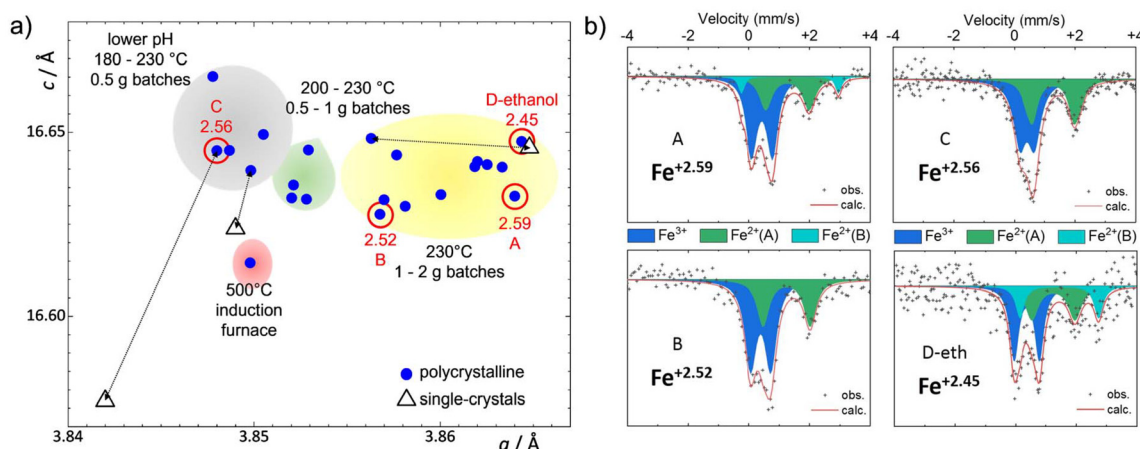 a)
c / Å
16.65
16.60
3.84
3.85
3.86
a / Å
lower pH
180 - 230 °C
0.5 g batches
C
2.56
200 - 230°C
0.5 - 1 g batches
D-ethanol
2.45
2.52
B
2.59
A
230°C
1 - 2 g batches
500°C
induction
furnace
polycrystalline
single-crystals
b)
Velocity (mm/s)
-4 -2 0 +2 +4
A
Fe+2.59
obs.
calc.
Velocity (mm/s)
-4 -2 0 +2 +4
C
Fe+2.56
obs.
calc.
Fe3+ Fe2+(A) Fe2+(B)
Fe3+ Fe2+(A) Fe2+(B)
B
Fe+2.52
obs.
calc.
D-eth
Fe+2.45
obs.
calc.